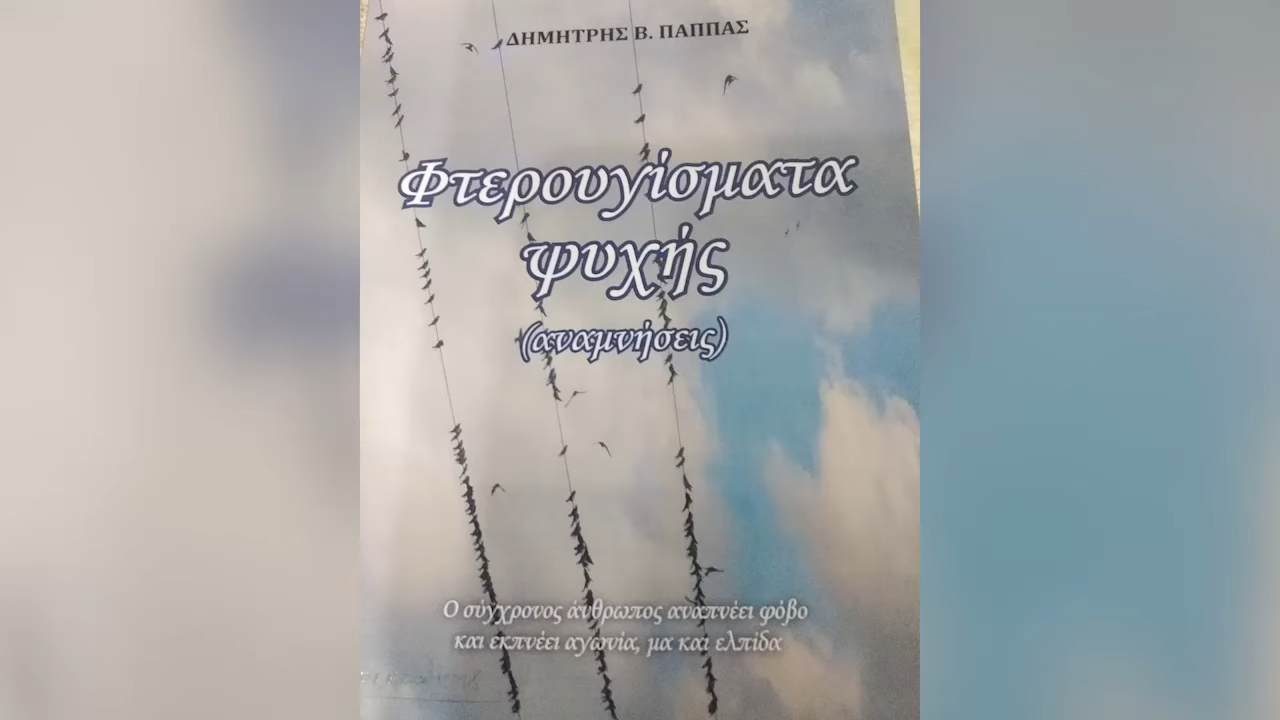 ΔΗΜΗΤΡΗΣ Β. ΠΑΠΠΑΣ
Φτερουγίσματα
ψυχής
(αναμνήσεις)
Ο σύγχρονος άνθρωπος αναπνέει φόβο
και εκπνέει αγωνία, μα και ελπίδα